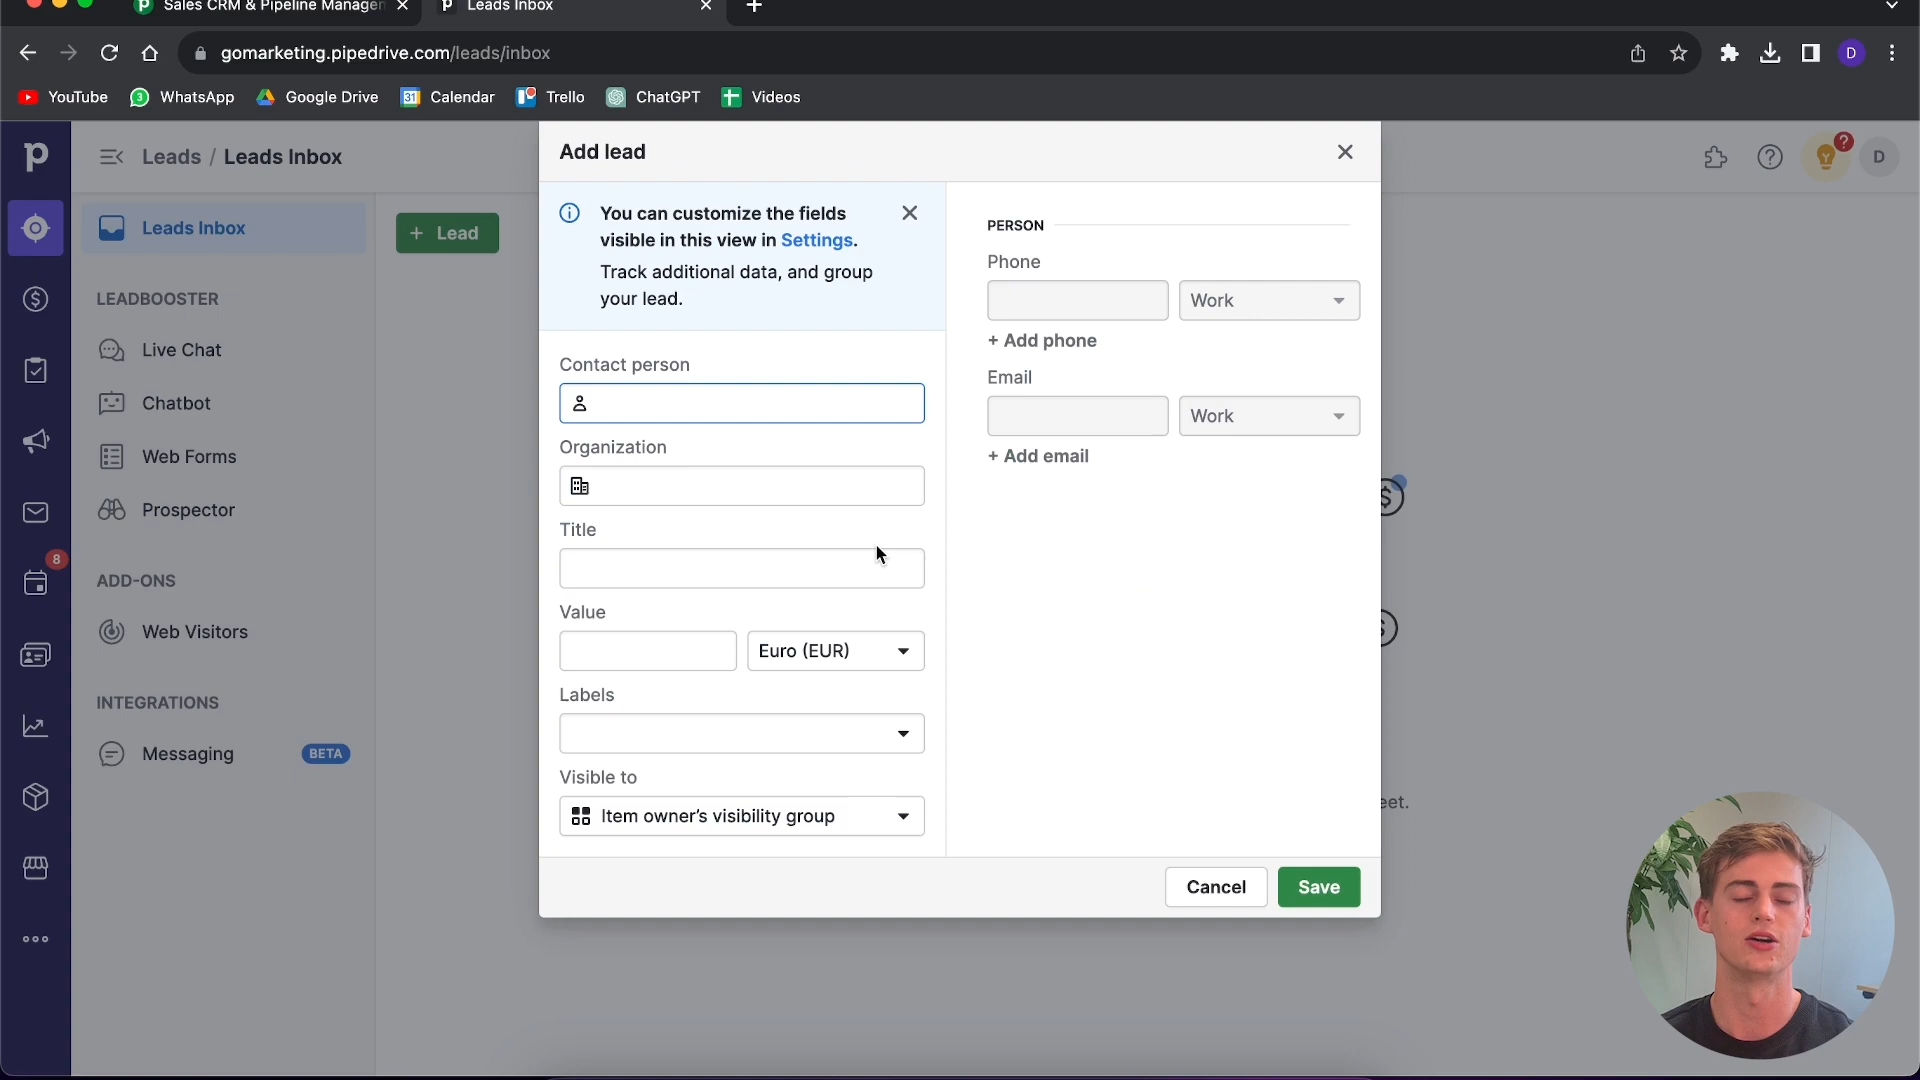 Sales CRM & Pipeline Manager
Leads Inbox
gomarketing.pipedrive.com/leads/inbox
D
YouTube
3
WhatsApp
Google Drive
31
Calendar
Trello
ChatGPT
Videos
p
Leads / Leads Inbox
?
D
Leads Inbox
+ Lead
LEADBOOSTER
Live Chat
Chatbot
Web Forms
Prospector
8
ADD-ONS
Web Visitors
INTEGRATIONS
Messaging
BETA
Add lead
You can customize the fields
visible in this view in Settings.
Track additional data, and group
your lead.
Contact person
Organization
Title
Value
Euro (EUR)
Labels
Visible to
Item owner's visibility group
PERSON
Phone
Work
+ Add phone
Email
Work
+ Add email
eet.
Cancel
Save